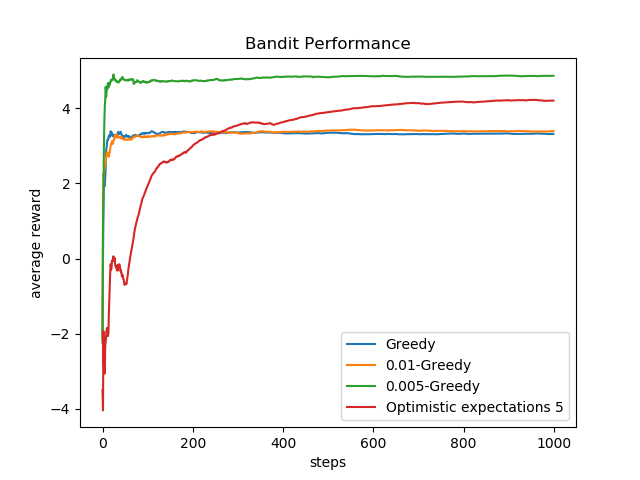 Bandit Performance
average reward
4
2
0
−2
−4
0 200 400 600 800 1000
steps
Greedy
0.01-Greedy
0.005-Greedy
Optimistic expectations 5